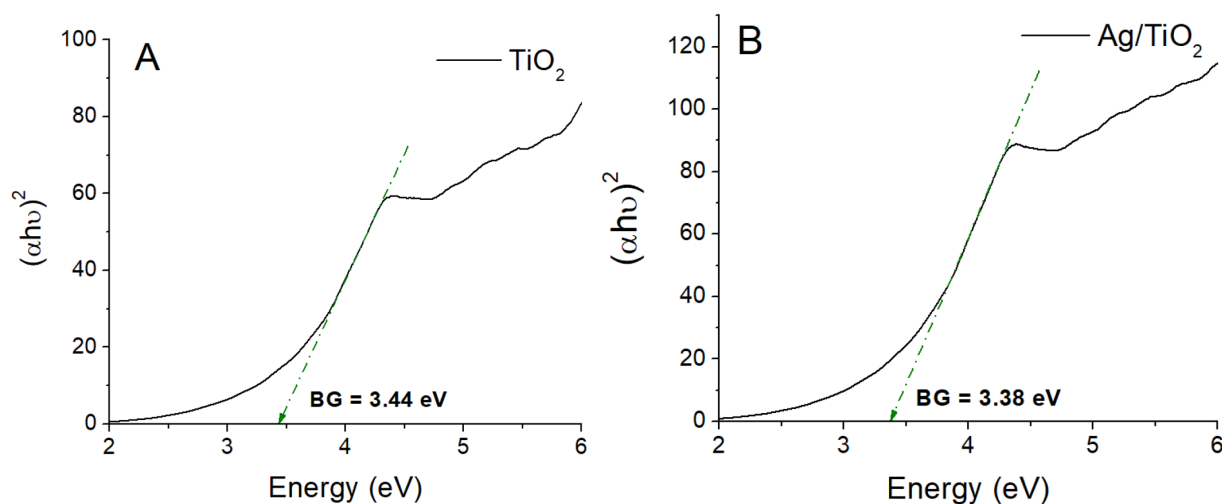 A
TiO₂
100
80
60
40
20
0
(αhυ)²
BG = 3.44 eV
2
3
4
5
6
Energy (eV)
B
Ag/TiO₂
120
100
80
60
40
20
0
(αhυ)²
BG = 3.38 eV
2
3
4
5
6
Energy (eV)